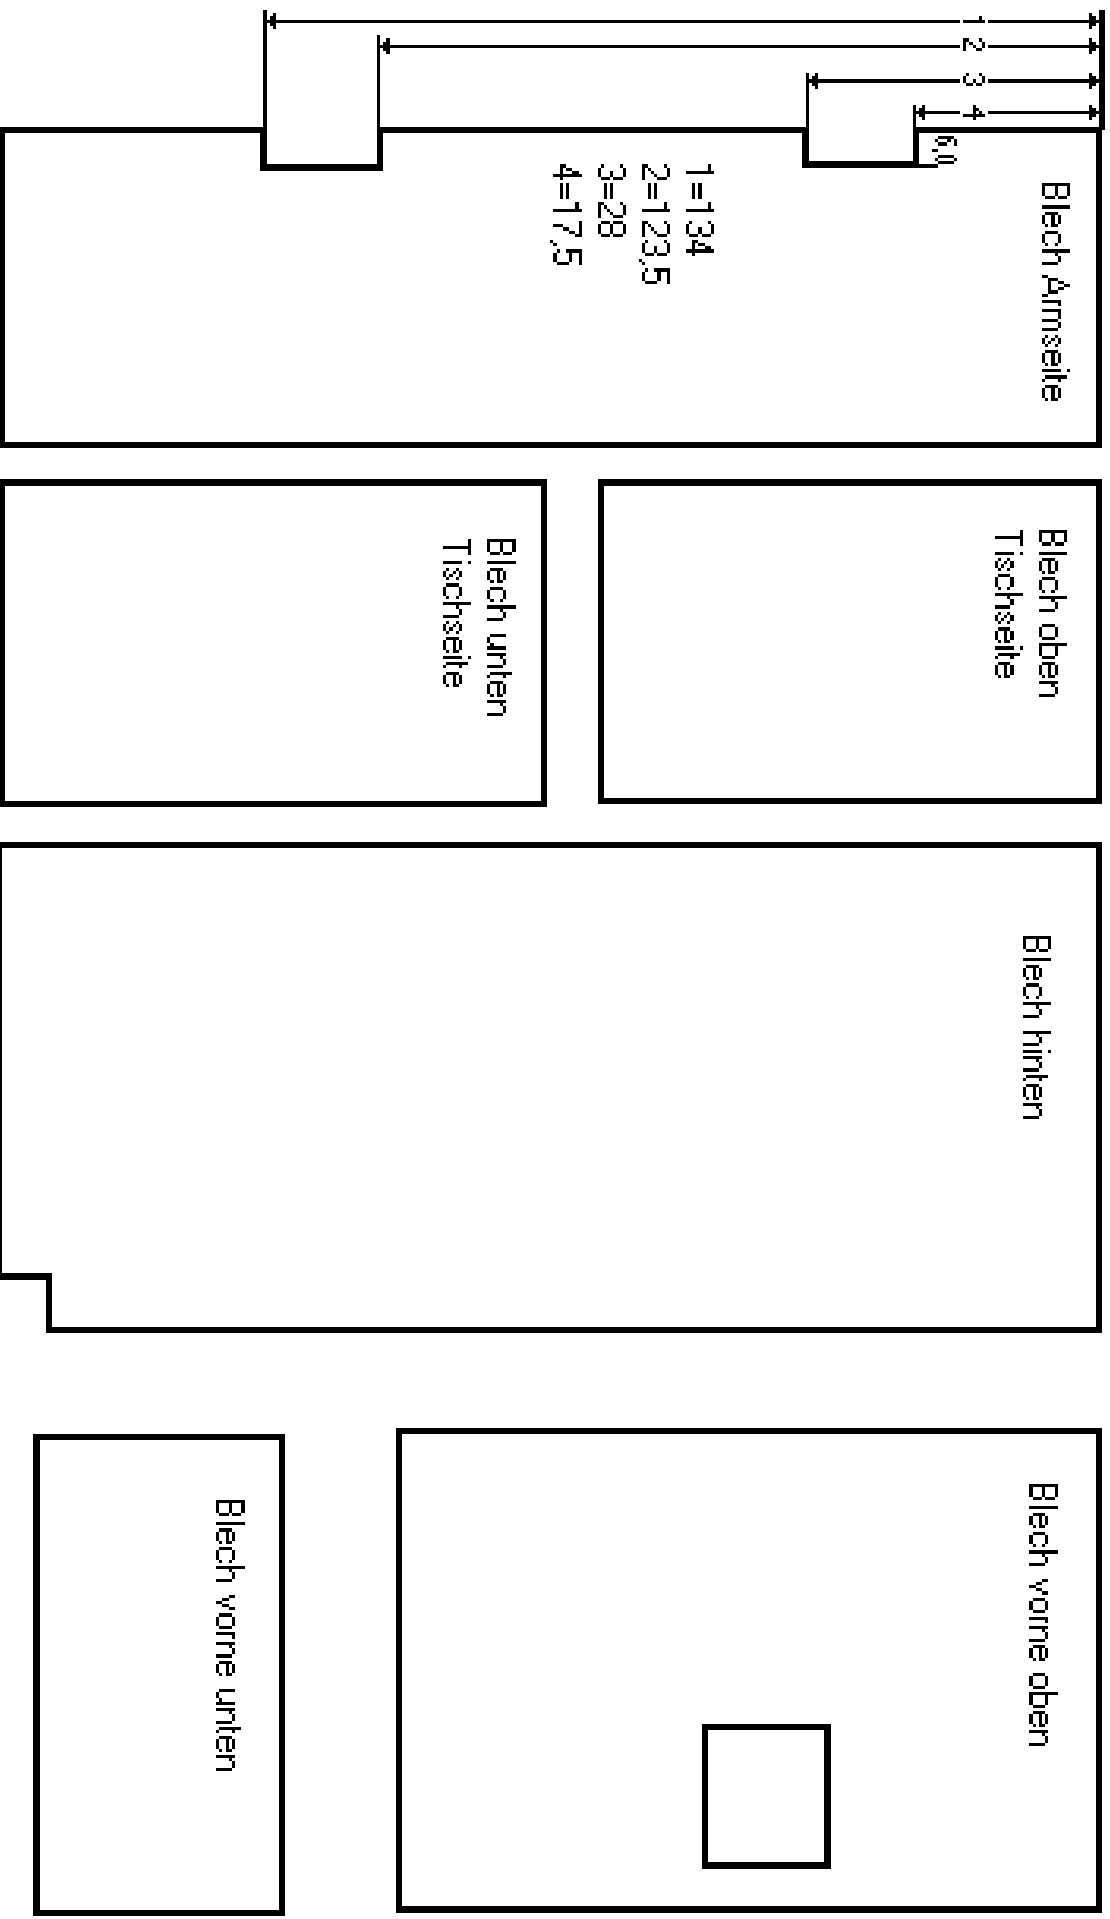 1
2
3
4
6,0
Blech Armseite
1=134
2=123,5
3=28
4=17,5
Blech oben
Tischseite
Blech unten
Tischseite
Blech hinten
Blech vorne oben
Blech vorne unten